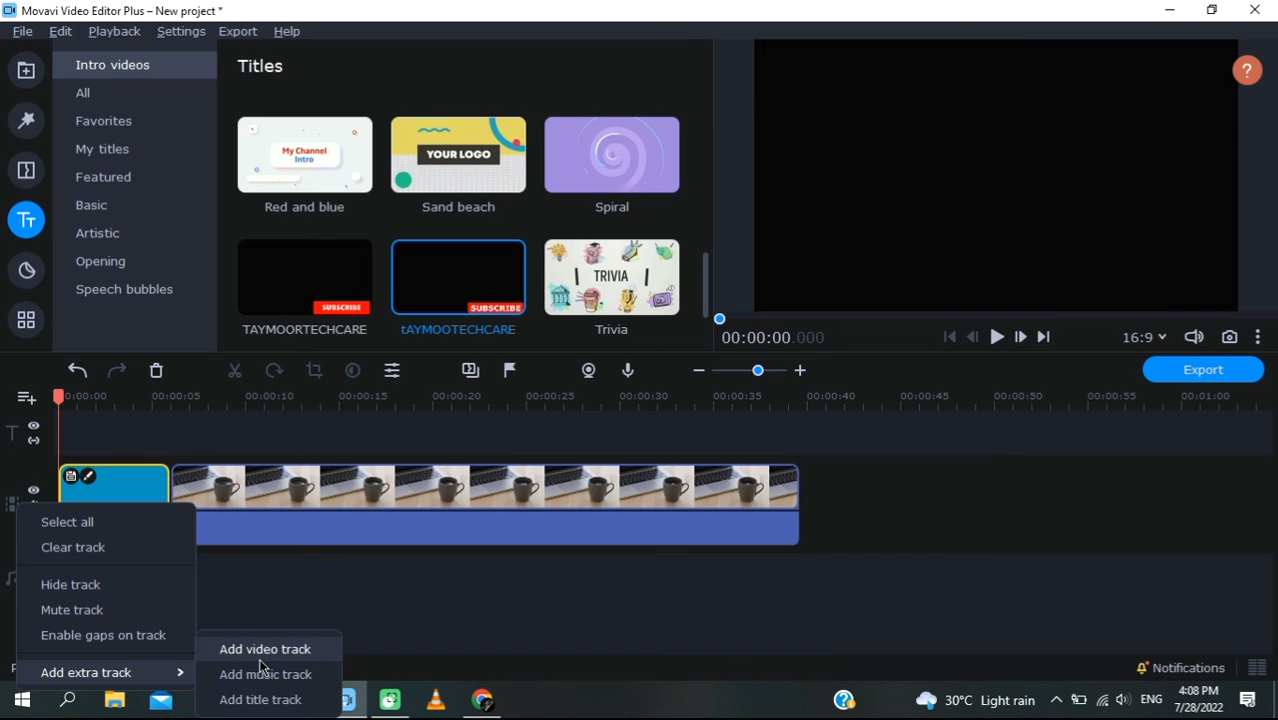 Movavi Video Editor Plus – New project *
File Edit Playback Settings Export Help
Intro videos
All
Favorites
My titles
Featured
Basic
Artistic
Opening
Speech bubbles
Titles
My Channel
Intro
Red and blue
YOUR LOGO
Sand beach
Spiral
SUBSCRIBE
TAYMOORTECHCARE
SUBSCRIBE
tAYMOOTECHCARE
TRIVIA
Trivia
?
00:00:00.000
16:9
Export
0:00:00 00:00:05 00:00:10 00:00:15 00:00:20 00:00:25 00:00:30 00:00:35 00:00:40 00:00:45 00:00:50 00:00:55 00:01:00
Select all
Clear track
Hide track
Mute track
Enable gaps on track
Add extra track
Add video track
Add music track
Add title track
Notifications
30°C Light rain
ENG
4:08 PM
7/28/2022